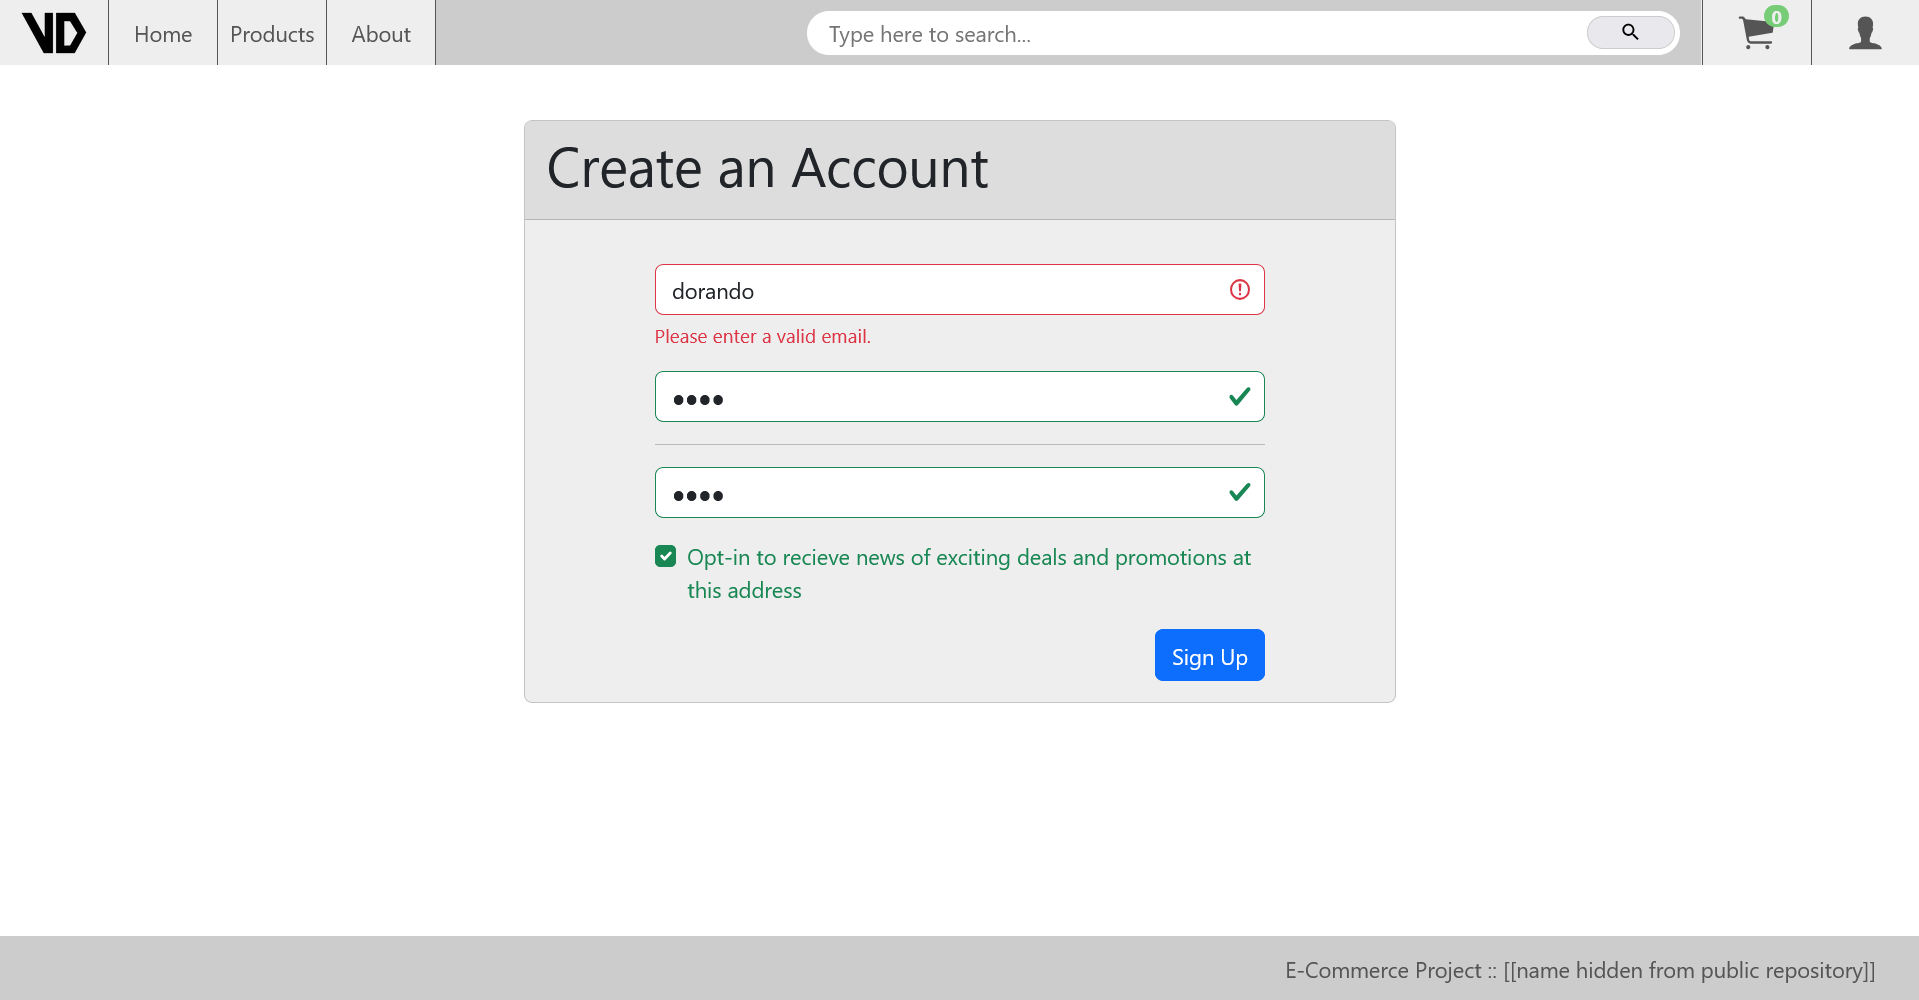 VD
Home
Products
About
Type here to search...
0
Create an Account
dorando
Please enter a valid email.
••••
••••
Opt-in to recieve news of exciting deals and promotions at
this address
Sign Up
E-Commerce Project :: [[name hidden from public repository]]